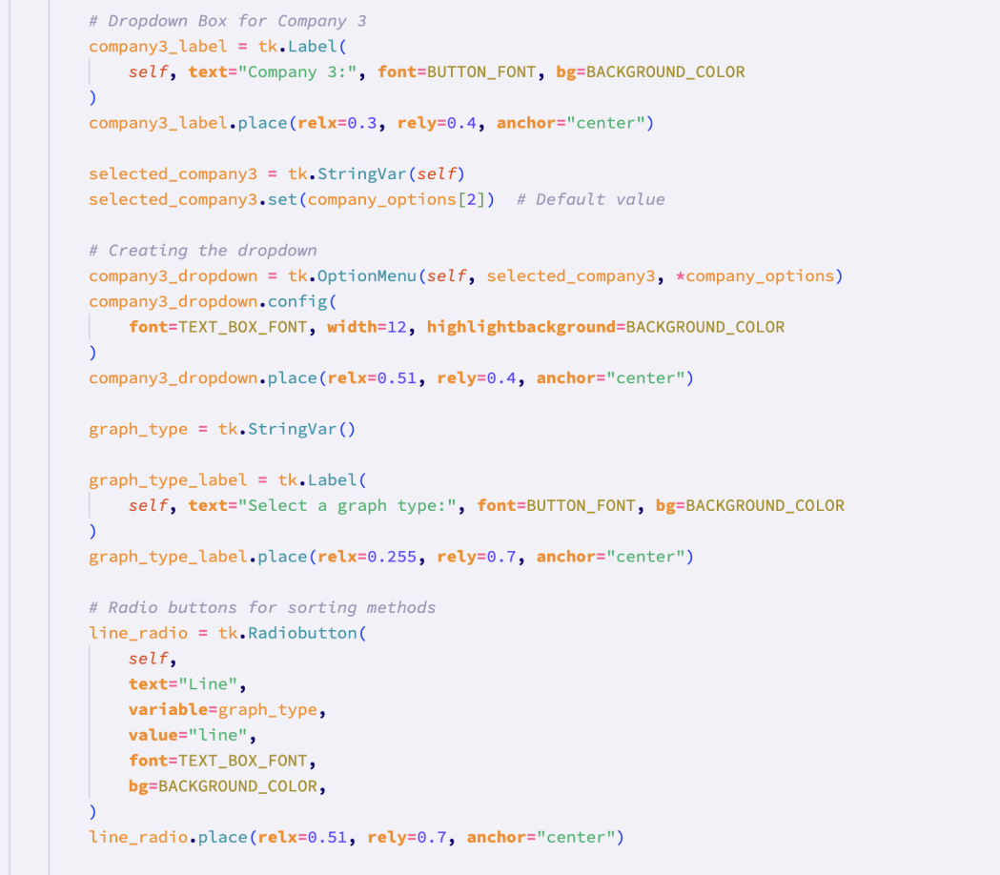 # Dropdown Box for Company 3
company3_label = tk.Label(
    self, text="Company 3:", font=BUTTON_FONT, bg=BACKGROUND_COLOR
)
company3_label.place(relx=0.3, rely=0.4, anchor="center")

selected_company3 = tk.StringVar(self)
selected_company3.set(company_options[2])  # Default value

# Creating the dropdown
company3_dropdown = tk.OptionMenu(self, selected_company3, *company_options)
company3_dropdown.config(
    font=TEXT_BOX_FONT, width=12, highlightbackground=BACKGROUND_COLOR
)
company3_dropdown.place(relx=0.51, rely=0.4, anchor="center")

graph_type = tk.StringVar()

graph_type_label = tk.Label(
    self, text="Select a graph type:", font=BUTTON_FONT, bg=BACKGROUND_COLOR
)
graph_type_label.place(relx=0.255, rely=0.7, anchor="center")

# Radio buttons for sorting methods
line_radio = tk.Radiobutton(
    self,
    text="Line",
    variable=graph_type,
    value="line",
    font=TEXT_BOX_FONT,
    bg=BACKGROUND_COLOR,
)
line_radio.place(relx=0.51, rely=0.7, anchor="center")